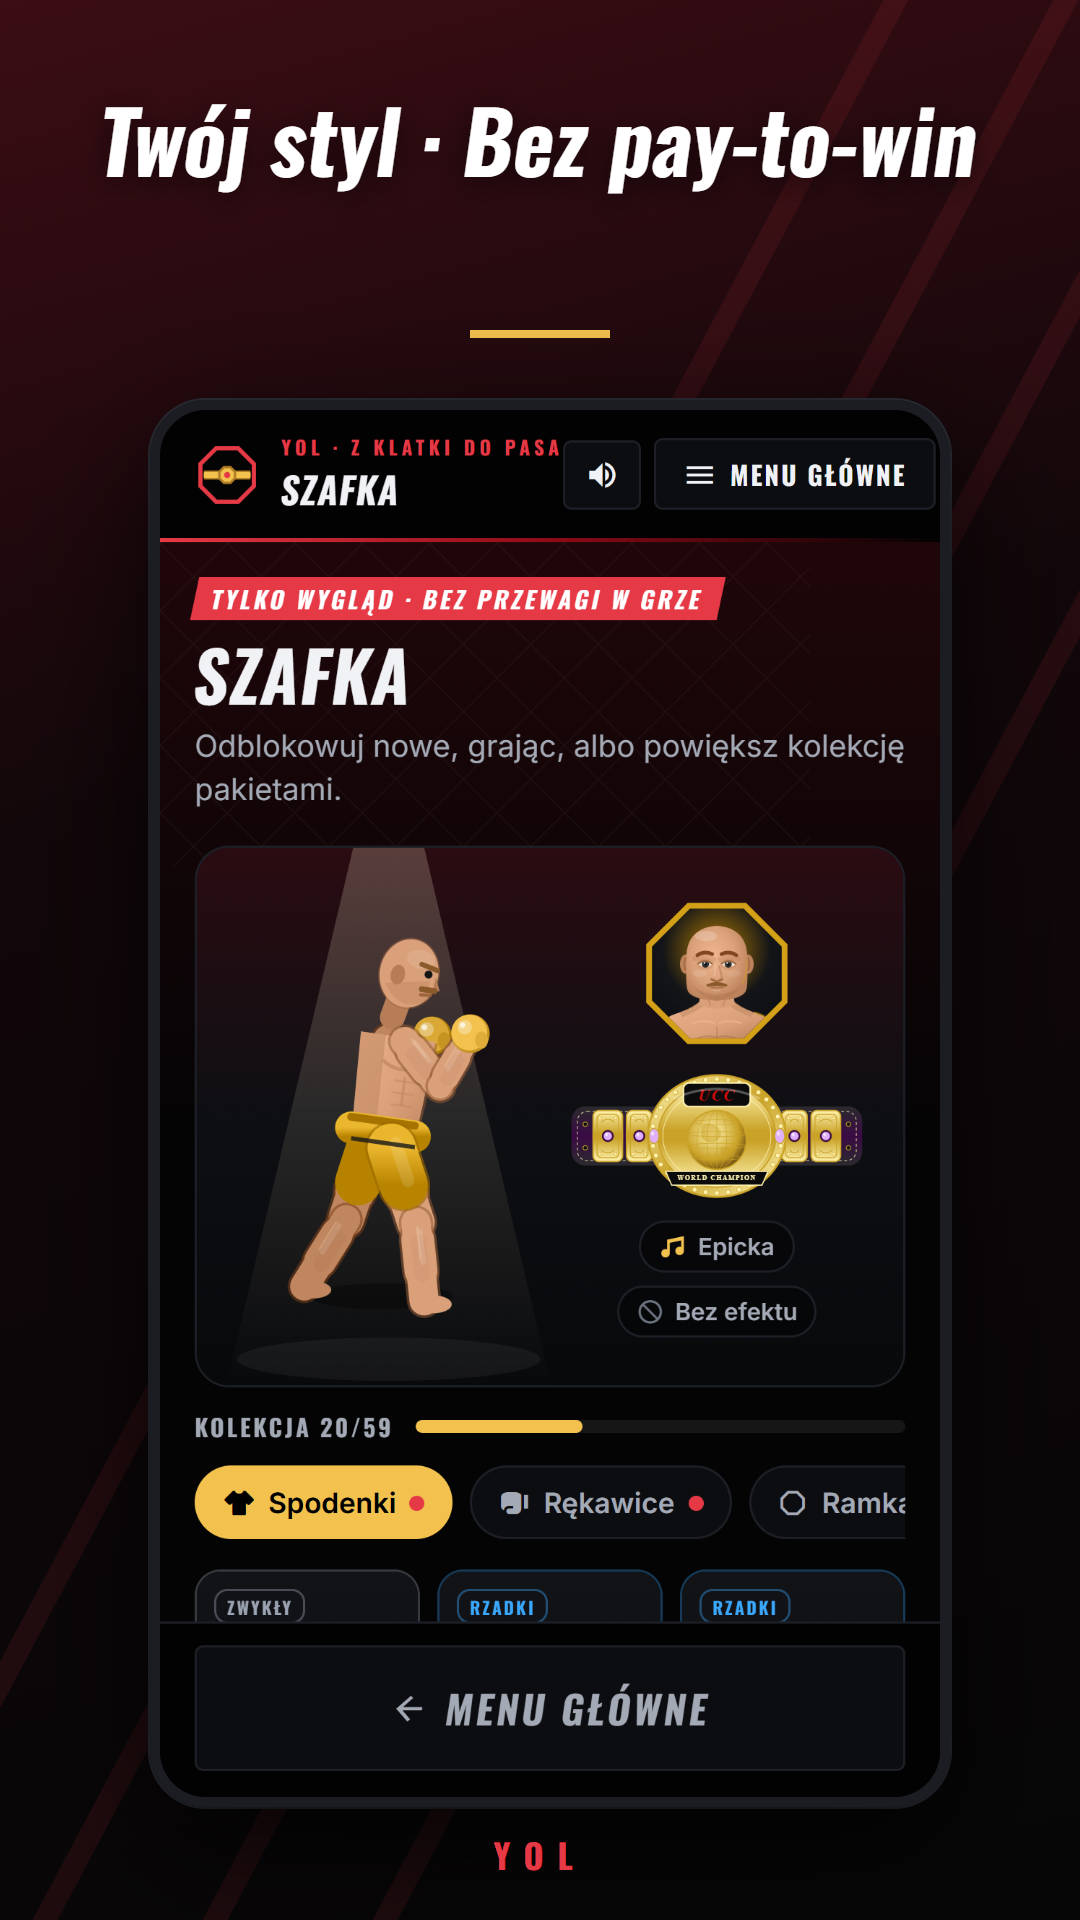 Twój styl · Bez pay-to-win
YOL · Z KLATKI DO PASA
SZAFKA
MENU GŁÓWNE
TYLKO WYGLĄD · BEZ PRZEWAGI W GRZE
SZAFKA
Odblokowuj nowe, grając, albo powiększ kolekcję
pakietami.
UCC
WORLD CHAMPION
Epicka
Bez efektu
KOLEKCJA 20/59
Spodenki
Rękawice
Ramka
ZWYKŁY
RZADKI
RZADKI
← MENU GŁÓWNE
YOL